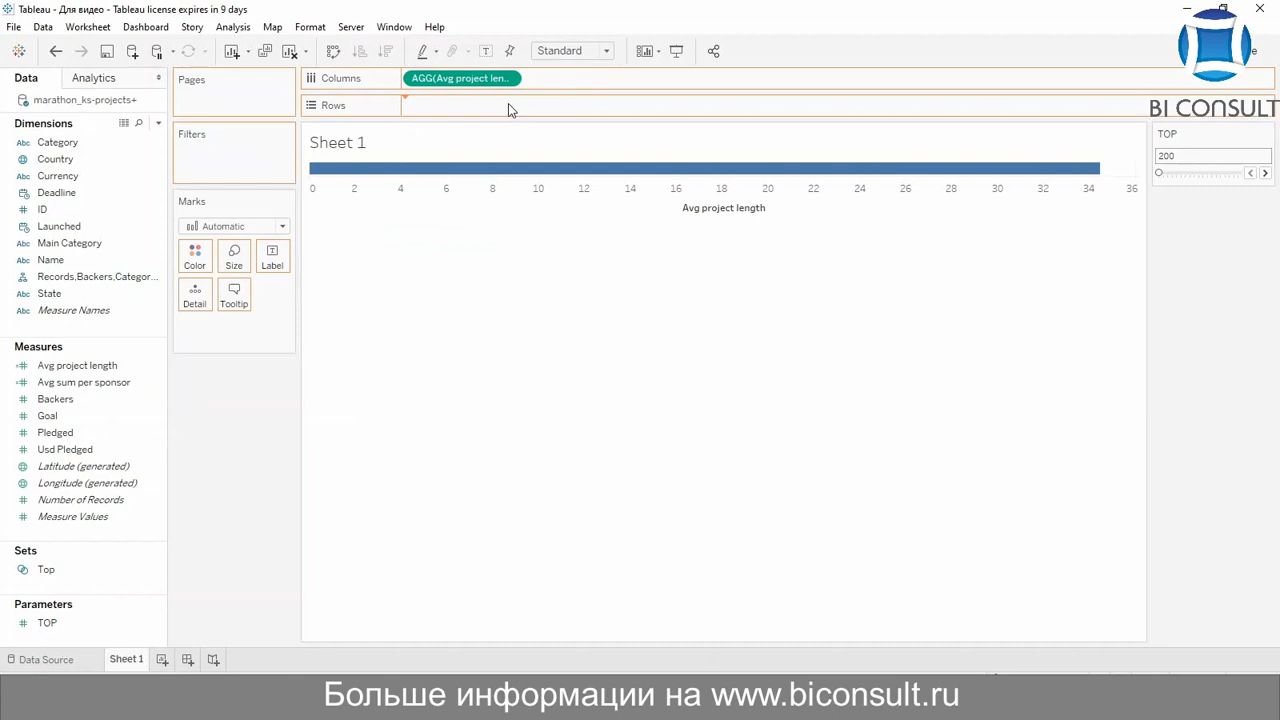 Tableau - Для видео - Tableau license expires in 9 days
File Data Worksheet Dashboard Story Analysis Map Format Server Window Help
Standard
Data Analytics
marathon_ks-projects+
Dimensions
Category
Country
Currency
Deadline
ID
Launched
Main Category
Name
Records,Backers,Categor...
State
Measure Names
Measures
Avg project length
Avg sum per sponsor
Backers
Goal
Pledged
Usd Pledged
Latitude (generated)
Longitude (generated)
Number of Records
Measure Values
Sets
Top
Parameters
TOP
Pages
Filters
Marks
Automatic
Color Size Label
Detail Tooltip
Columns AGG(Avg project len..
Rows
Sheet 1
0 2 4 6 8 10 12 14 16 18 20 22 24 26 28 30 32 34 36
Avg project length
BI CONSULT
TOP
200
Data Source Sheet 1
Больше информации на www.biconsult.ru